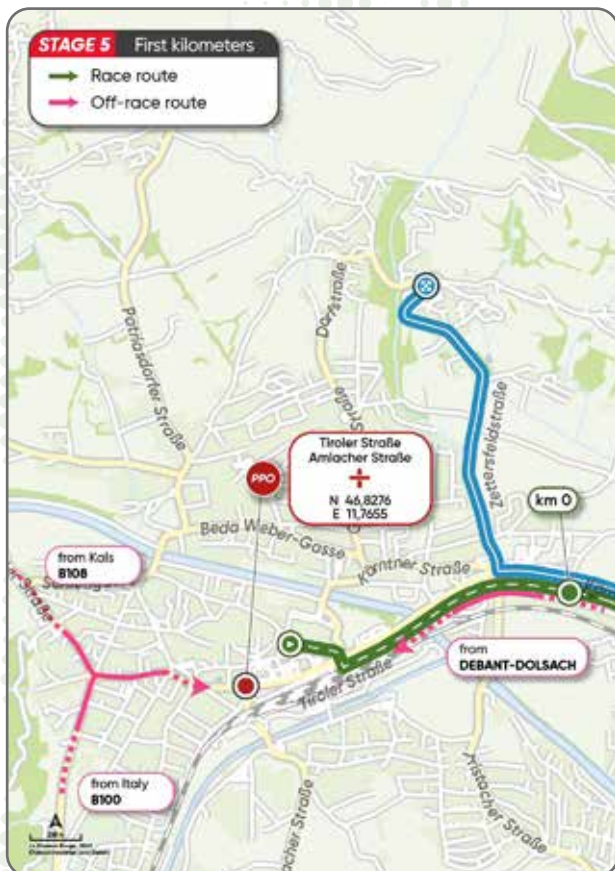 STAGE 5 First kilometers
Race route
Off-race route
Patriasdorfer Straße
Dorfstraße
Zettersfeldstraße
Tiroler Straße
Amlacher Straße
PPO
N 46,8276
E 11,7655
km 0
Beda Weber-Gasse
Kärntner Straße
from Kals
B108
from
DEBANT-DOLSACH
Tiroler Straße
from Italy
B100